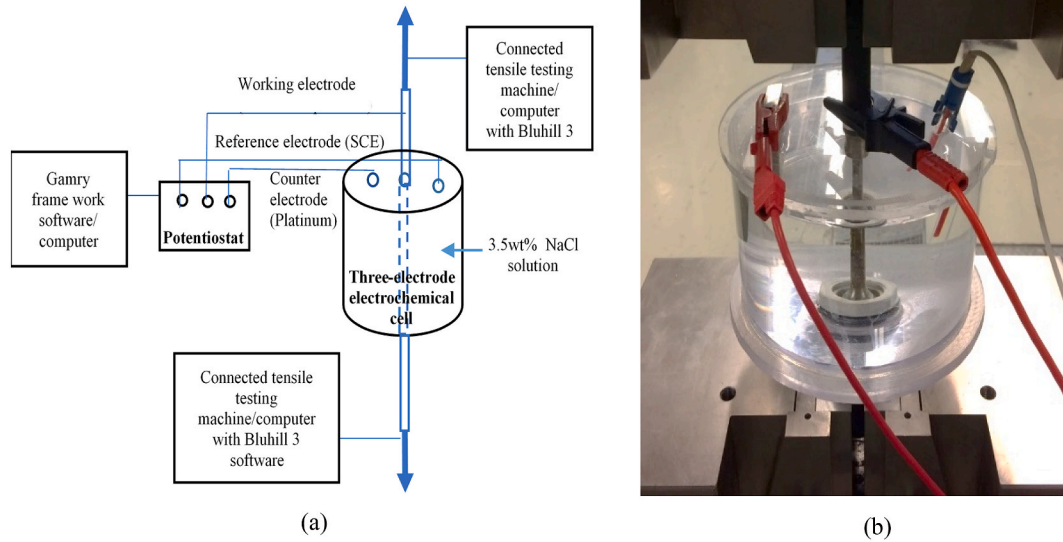 Connected
tensile testing
machine/
computer
with Bluhill 3
Working electrode
Reference electrode (SCE)
Gamry
frame work
software/
computer
Potentiostat
Counter
electrode
(Platinum)
3.5wt% NaCl
solution
Three-electrode
electrochemical
cell
Connected tensile
testing
machine/computer
with Bluhill 3
software
(a)
(b)